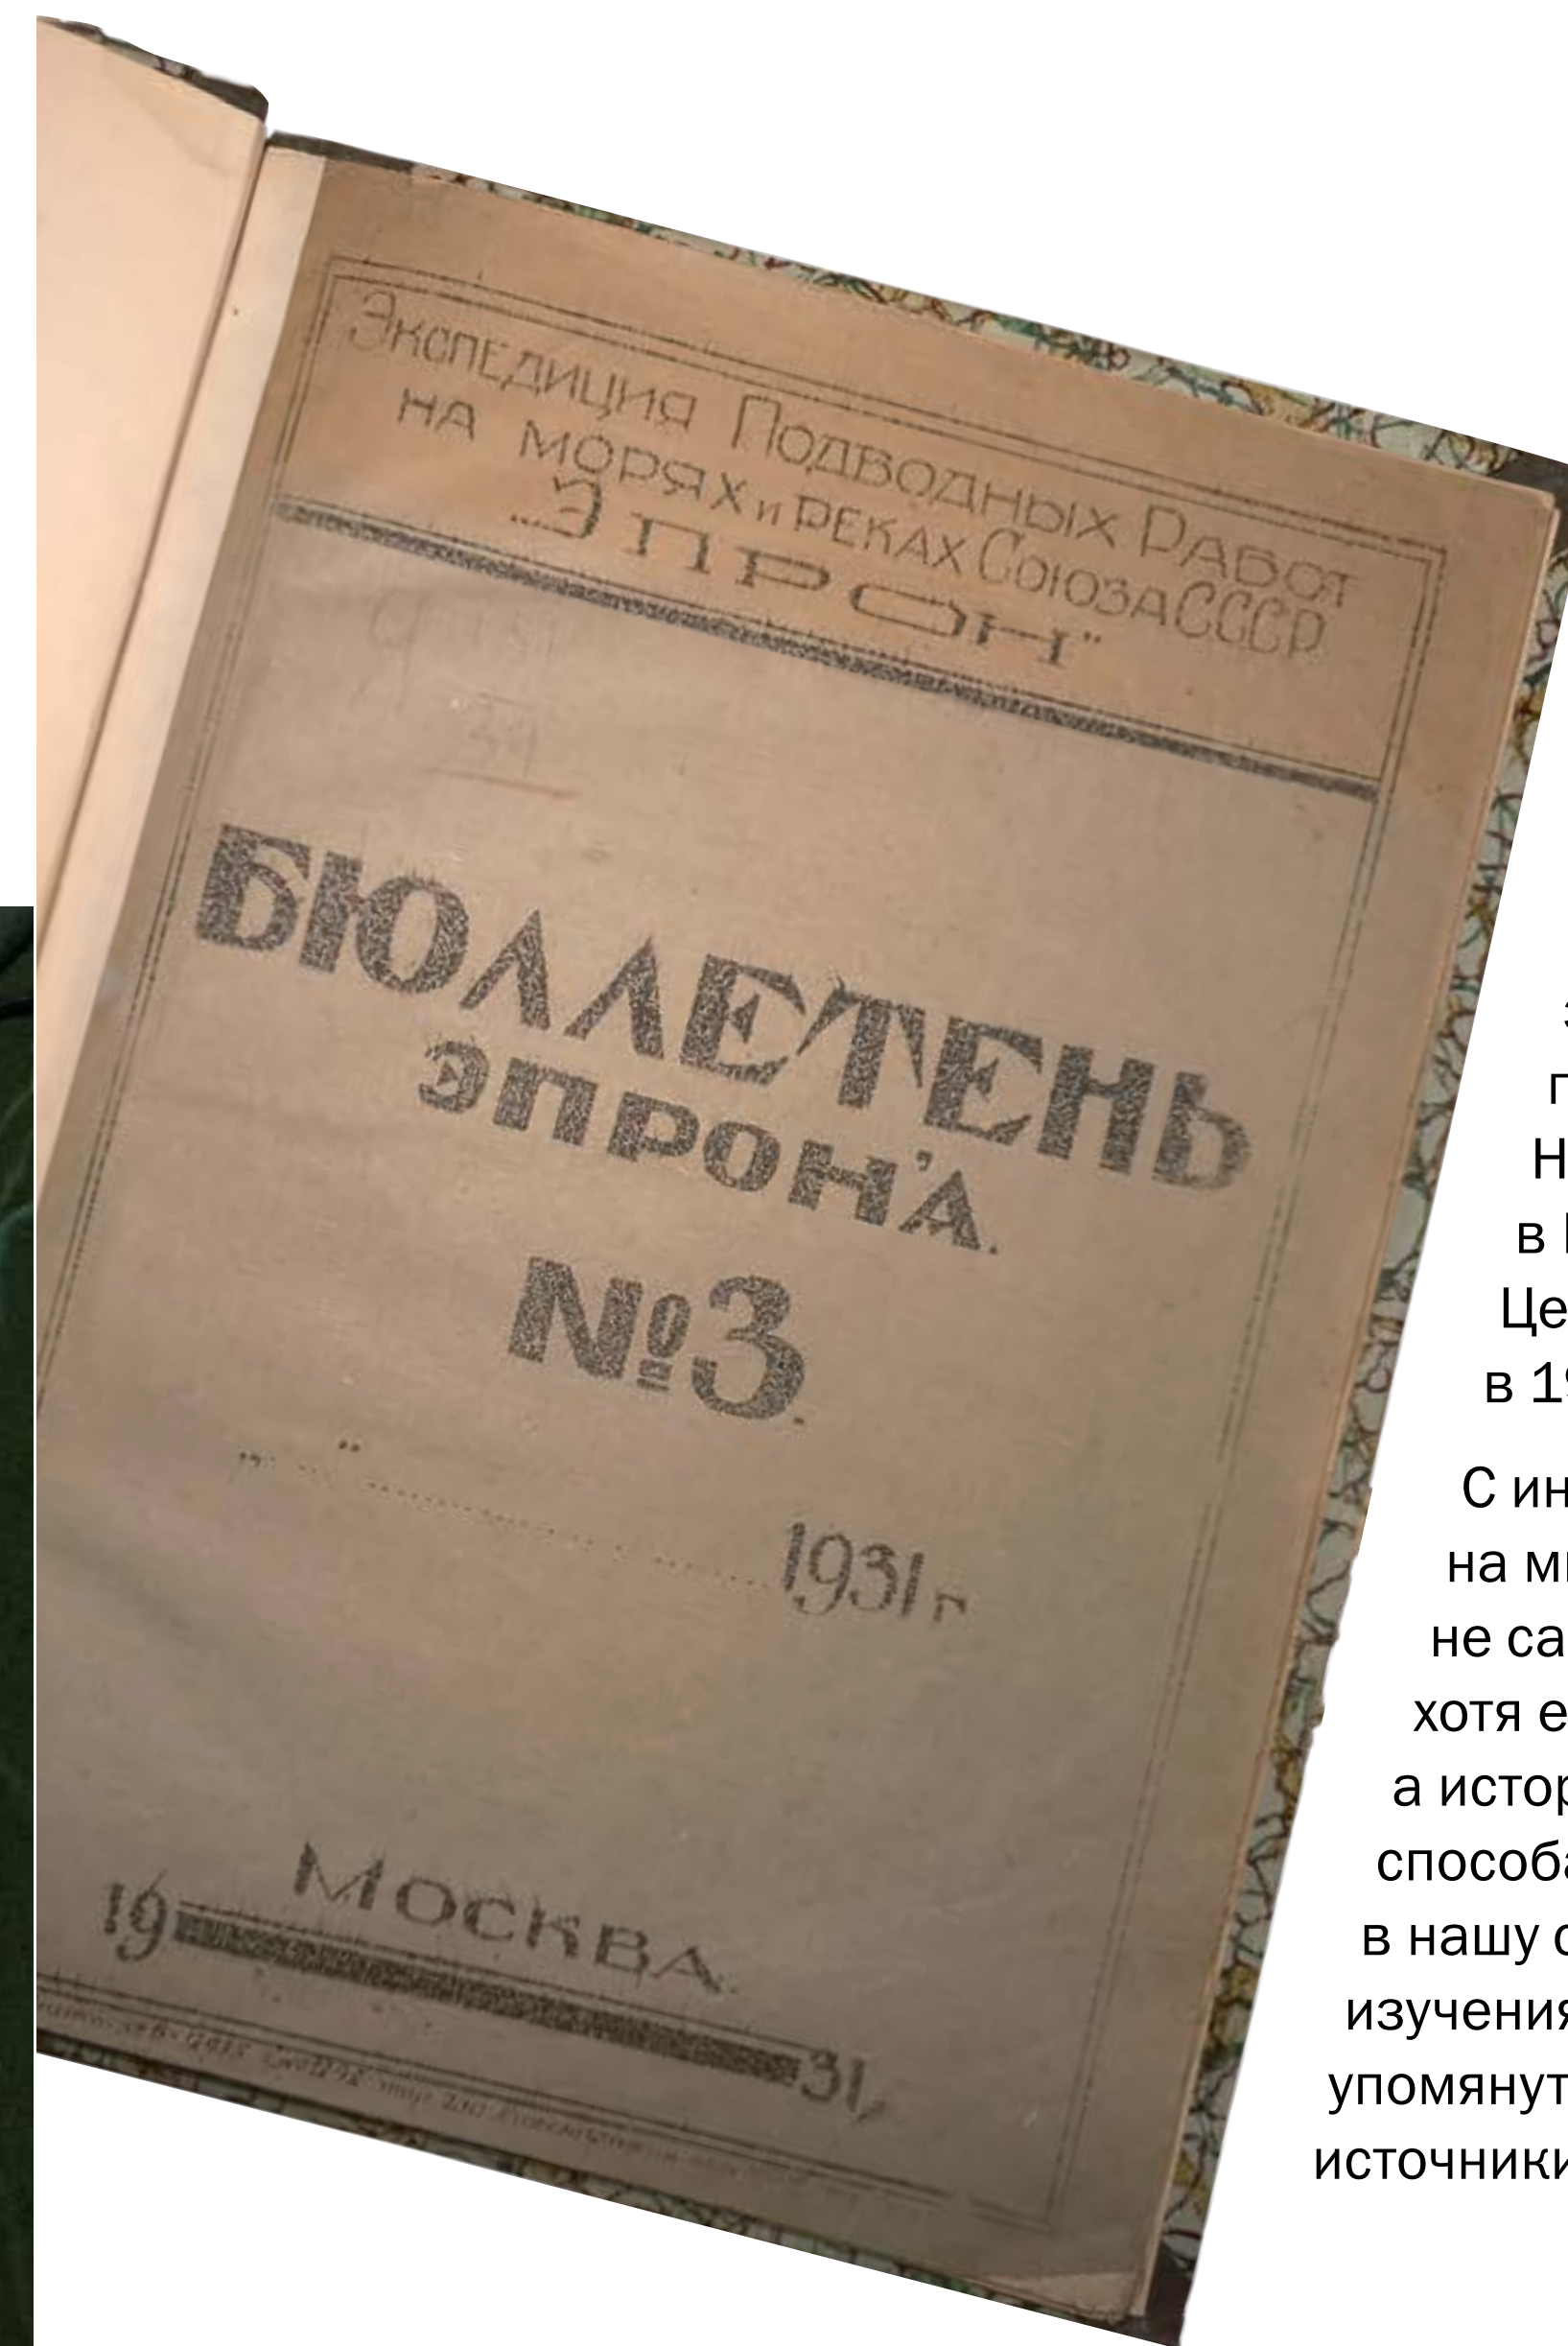 Экспедиция Подводных Работ
на морях и реках Союза СССР
„ЭПРОН"
БЮЛЛЕТЕНЬ
ЭПРОН'А.
№3.
„ " 1931 г.
МОСКВА.
19 31
п
Н
в
Це
в 19
С ин
на м
не са
хотя е
а истор
способа
в нашу с
изучения
упомянут
источники